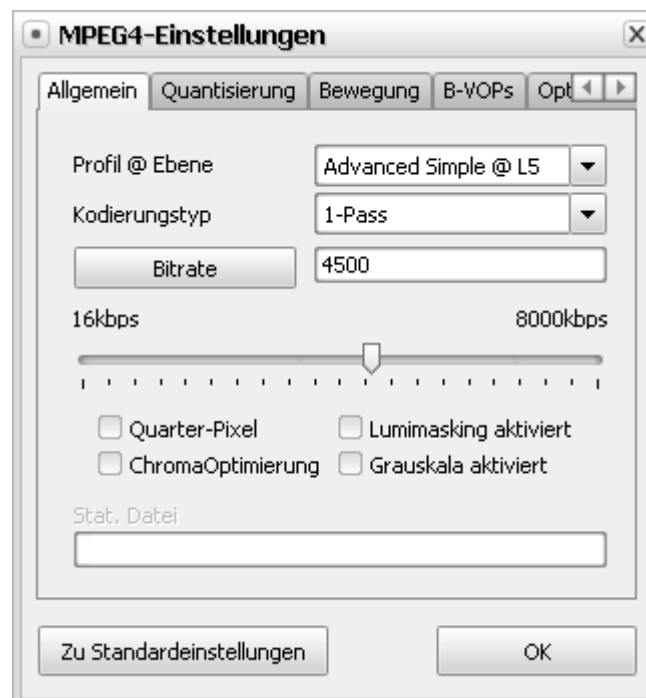 MPEG4-Einstellungen
Allgemein Quantisierung Bewegung B-VOPs Opt
Profil @ Ebene Advanced Simple @ L5
Kodierungstyp 1-Pass
Bitrate 4500
16kbps 8000kbps
Quarter-Pixel Lumimasking aktiviert
ChromaOptimierung Grauskala aktiviert
Stat. Datei
Zu Standardeinstellungen OK